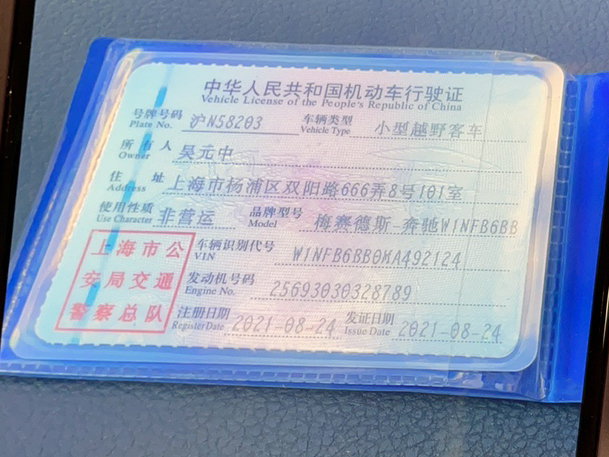 中华人民共和国机动车行驶证
Vehicle License of the People's Republic of China
号牌号码 沪N58203 车辆类型 小型越野客车
Plate No. Vehicle Type
所有人 吴元中
Owner
住址 上海市杨浦区双阳路666弄8号101室
Address
使用性质 非营运 品牌型号 梅赛德斯-奔驰W1NFB6BB
Use Character Model
上海市公
安局交通
警察总队
车辆识别代号 W1NFB6BB0MA492124
VIN
发动机号码 25693030328789
Engine No.
注册日期 2021-08-24 发证日期 2021-08-24
Register Date Issue Date